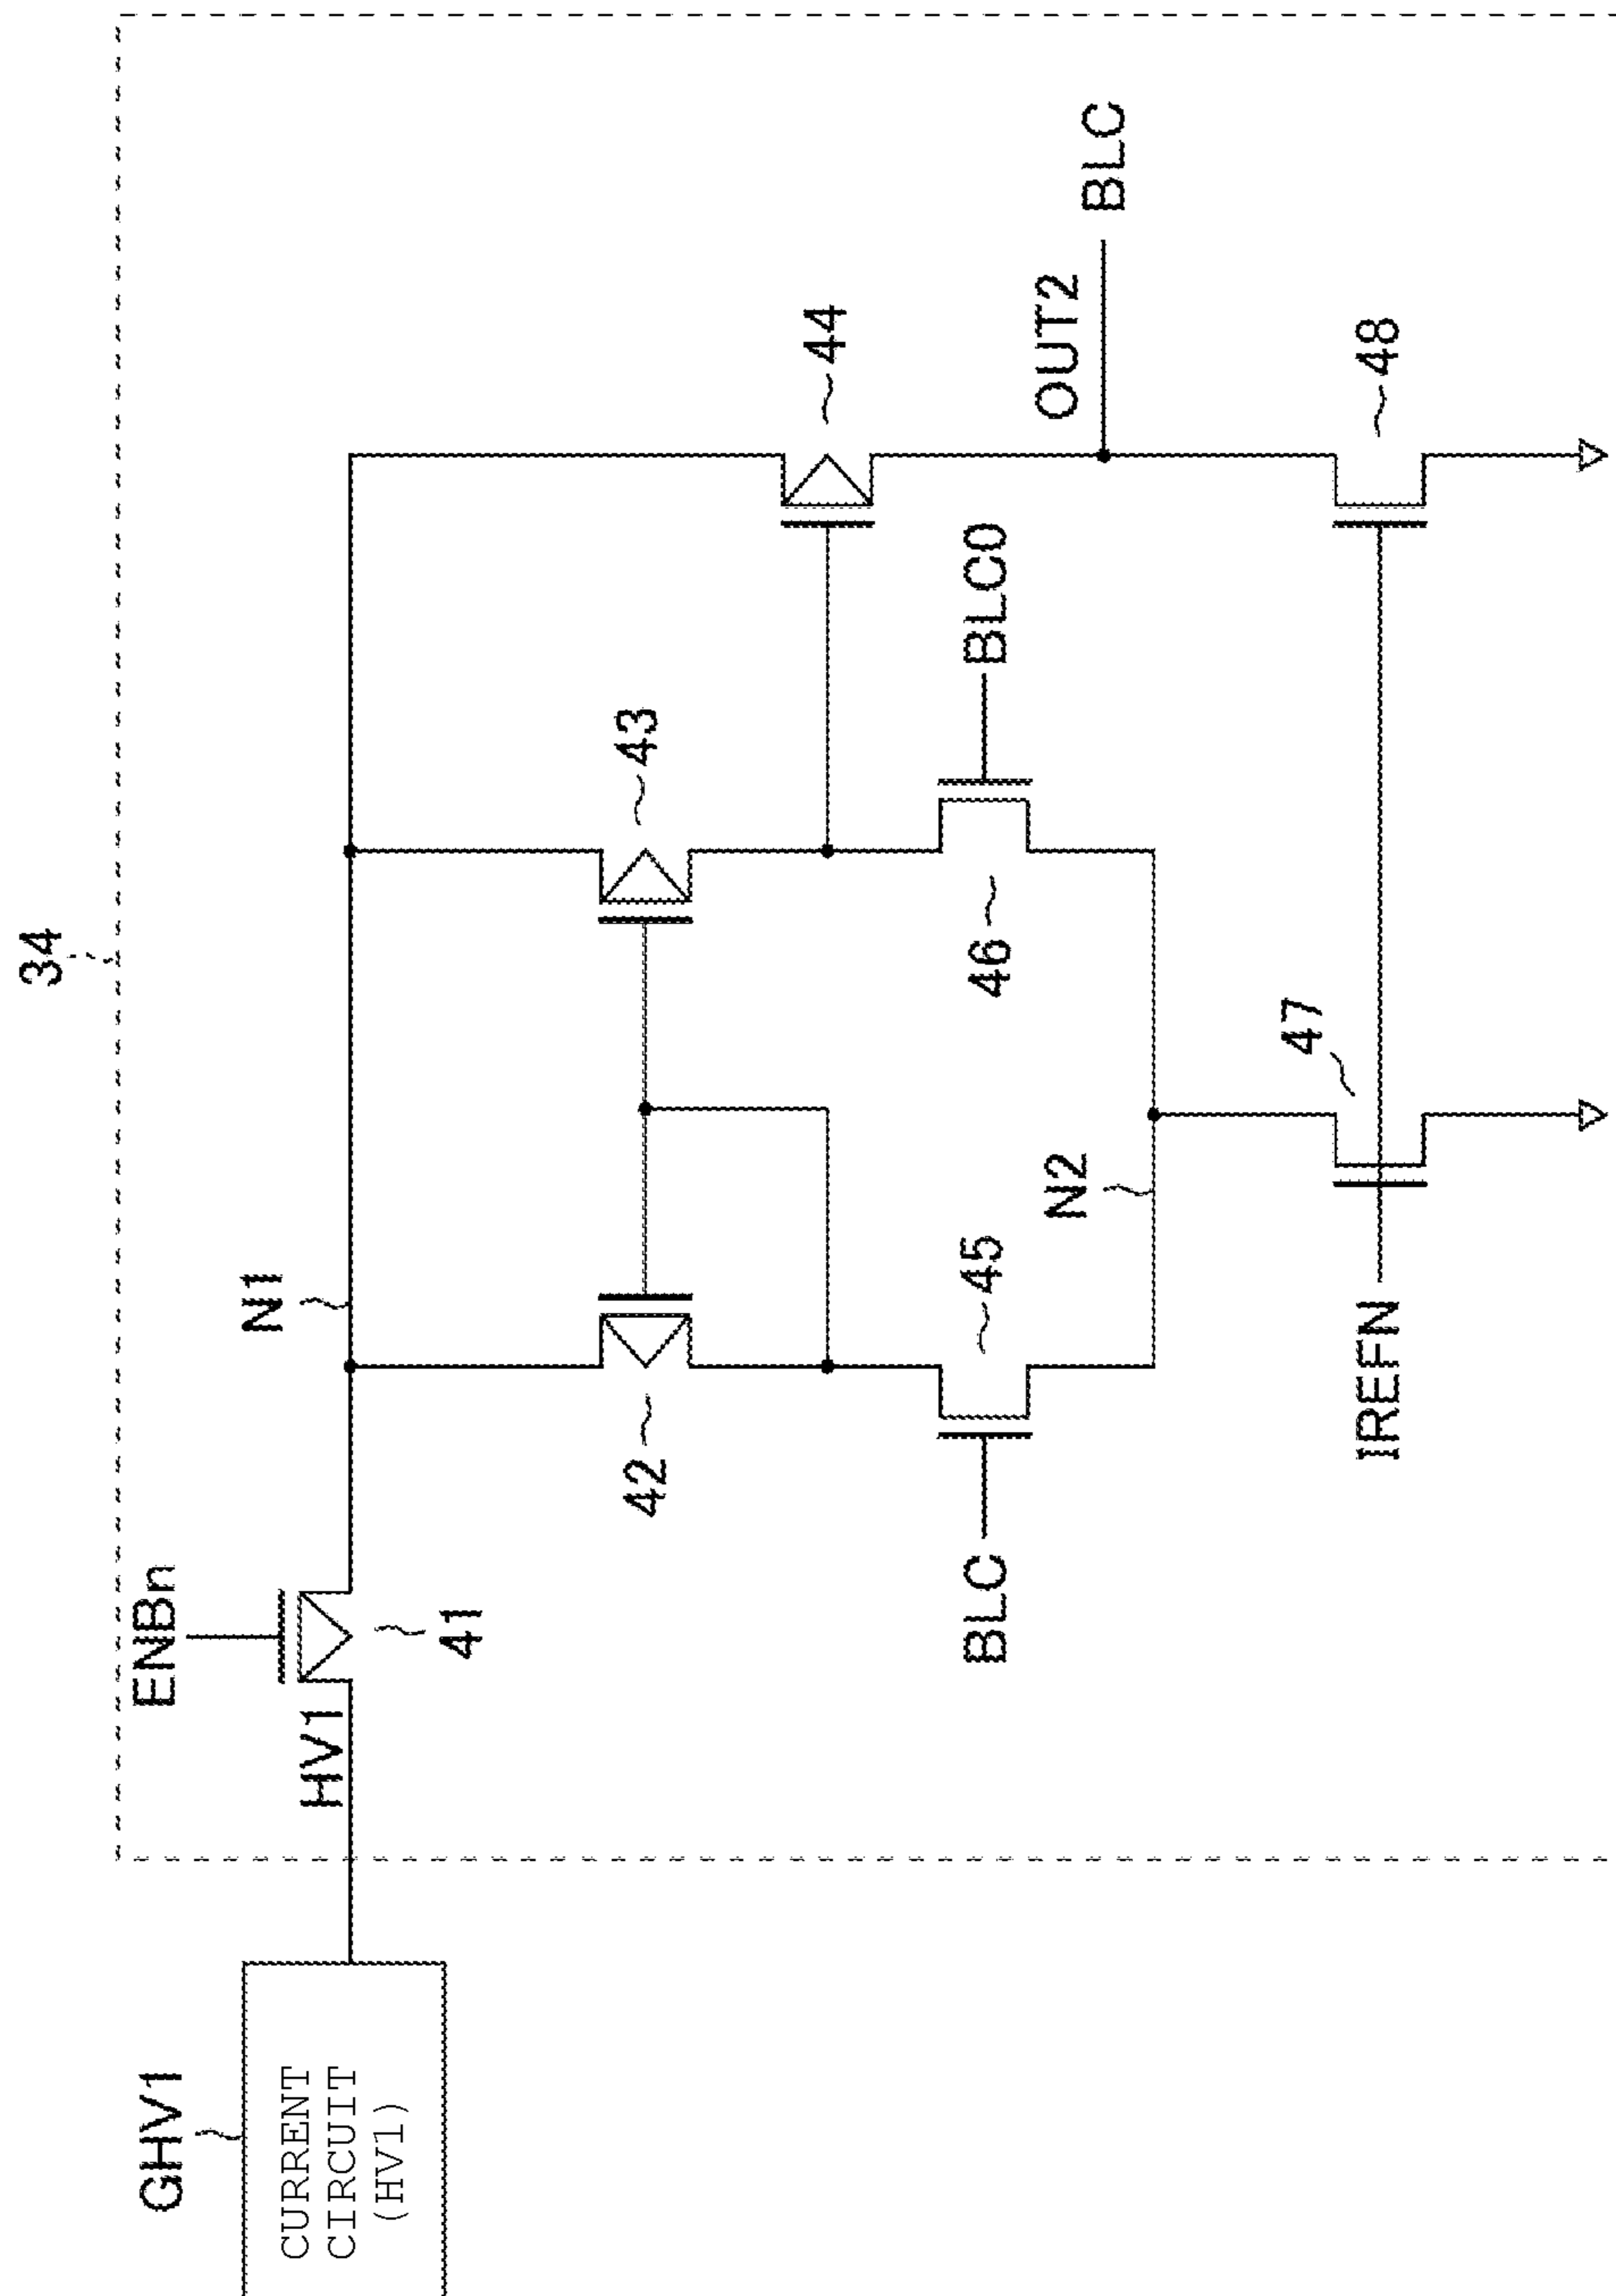 34
GHV1
CURRENT
CIRCUIT
(HV1)
HV1
ENBn
41
N1
42
43
44
BLC
45
46
BLC0
OUT2
BLC
N2
47
48
IREFN